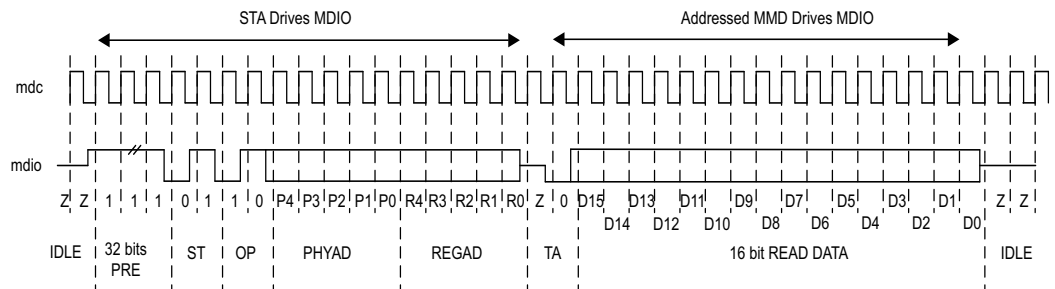 STA Drives MDIO Addressed MMD Drives MDIO
mdc
mdio
Z Z 1 1 1 0 1 1 0 P4 P3 P2 P1 P0 R4 R3 R2 R1 R0 Z 0 D15 D13 D11 D9 D7 D5 D3 D1 Z Z
D14 D12 D10 D8 D6 D4 D2 D0
IDLE 32 bits ST OP PHYAD REGAD TA 16 bit READ DATA IDLE
PRE